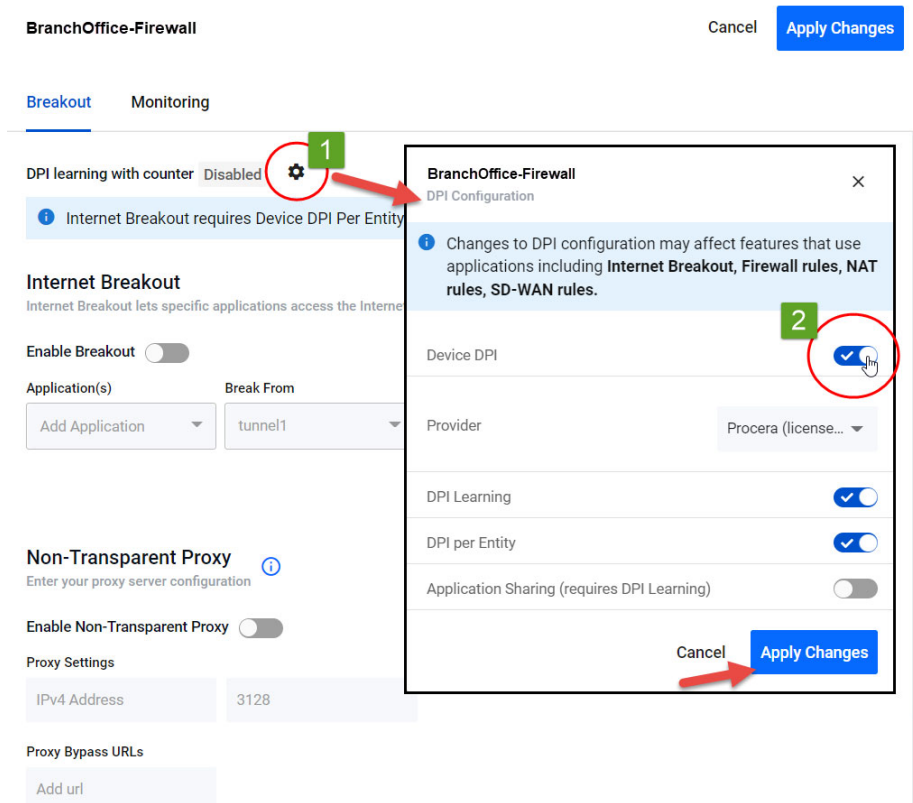 BranchOffice-Firewall
Cancel
Apply Changes
Breakout
Monitoring
DPI learning with counter Disabled
1
Internet Breakout requires Device DPI Per Entity
Internet Breakout
Internet Breakout lets specific applications access the Interne
Enable Breakout
Application(s)
Break From
Add Application
tunnel1
Non-Transparent Proxy
Enter your proxy server configuration
Enable Non-Transparent Proxy
Proxy Settings
IPv4 Address
3128
Proxy Bypass URLs
Add url
BranchOffice-Firewall
DPI Configuration
Changes to DPI configuration may affect features that use
applications including Internet Breakout, Firewall rules, NAT
rules, SD-WAN rules.
2
Device DPI
Provider
Procera (license...
DPI Learning
DPI per Entity
Application Sharing (requires DPI Learning)
Cancel
Apply Changes